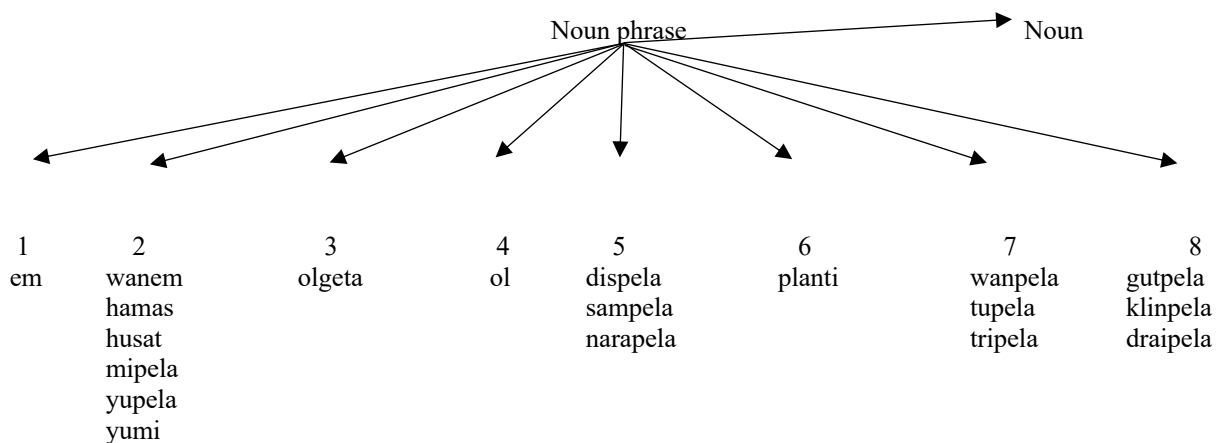 Noun phrase Noun
1 2 3 4 5 6 7 8
em wanem olgeta ol dispela planti wanpela gutpela
hamas sampela tupela klinpela
husat narapela tripela draipela
mipela
yupela
yumi